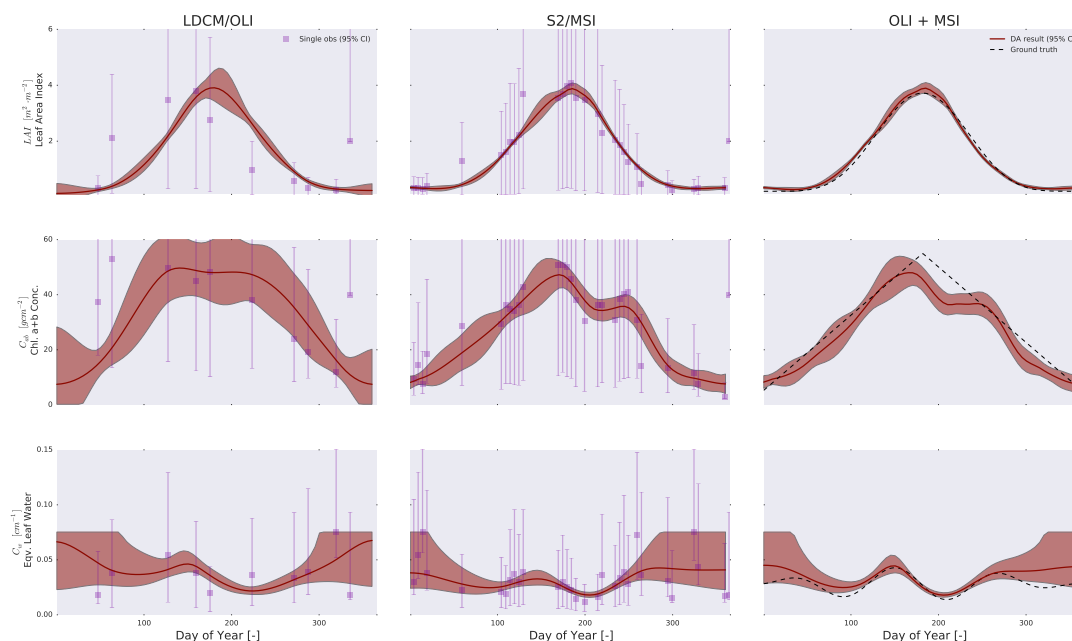 LDCM/OLI
S2/MSI
OLI + MSI
Single obs (95% CI)
DA result (95% C
Ground truth
LAI [m² · m⁻²]
Leaf Area Index
6
4
2
C_ab [gcm⁻²]
Chl. a+b Conc.
60
40
20
0
C_w [cm⁻¹]
Eqv. Leaf Water
0.15
0.10
0.05
0.00
100
200
300
100
200
300
100
200
300
Day of Year [-]
Day of Year [-]
Day of Year [-]